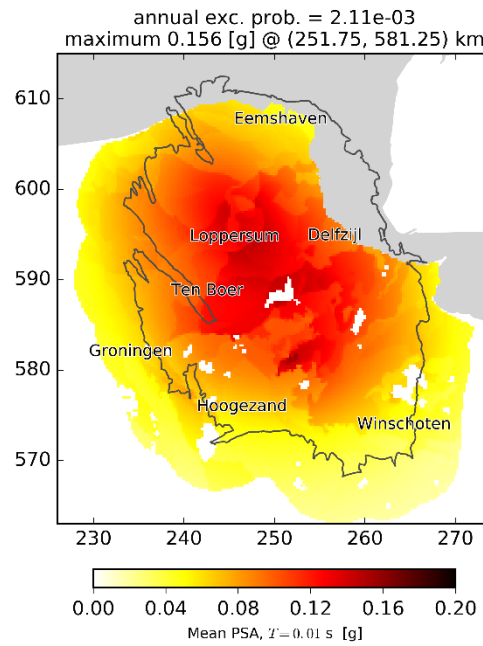 annual exc. prob. = 2.11e-03
maximum 0.156 [g] @ (251.75, 581.25) km
610
Eemshaven
600
Loppersum
Delfzijl
590
Ten Boer
Groningen
580
Hoogezand
Winschoten
570
230
240
250
260
270
0.00
0.04
0.08
0.12
0.16
0.20
Mean PSA, T=0.01 s [g]